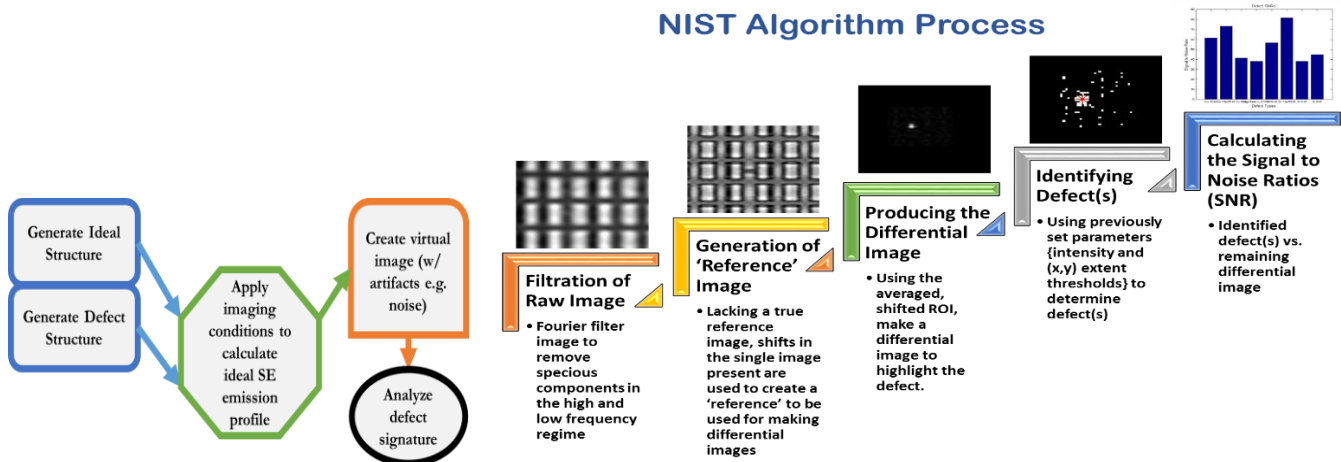 NIST Algorithm Process
Generate Ideal
Structure
Generate Defect
Structure
Apply
imaging
conditions to
calculate
ideal SE
emission
profile
Create virtual
image (w/
artifacts e.g.
noise)
Analyze
defect
signature
Filtration of
Raw Image
• Fourier filter
image to
remove
specious
components in
the high and
low frequency
regime
Generation of
‘Reference’
Image
• Lacking a true
reference
image, shifts in
the single image
present are
used to create a
‘reference’ to be
used for making
differential
images
Producing the
Differential
Image
• Using the
averaged,
shifted ROI,
make a
differential
image to
highlight the
defect.
Identifying
Defect(s)
• Using previously
set parameters
{intensity and
(x,y) extent
thresholds} to
determine
defect(s)
Defect Types
Calculating
the Signal to
Noise Ratios
(SNR)
• Identified
defect(s) vs.
remaining
differential
image